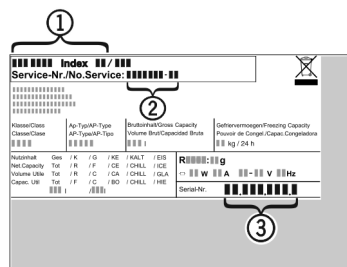 1
Index /
Service-Nr./No.Service: -
2
Klasse/Class
Classe/Clase
Ap-Typ/AP-Type
AP-Type/AP-Tipo
Bruttoinhalt/Gross Capacity
Volume Brut/Capacidad Brute
l
Gefriervermoegen/Freezing Capacity
Pouvoir de Congel./Capac.Congeladora
kg / 24 h
Nutzinhalt Ges / K / G / KE / KALT / EIS
Net.Capacity Tot / R / F / CE / CHILL / ICE
Volume Utile Tot / R / C / CA / CHILL / GLA
Capac. Util Tot / F / C / BO / CHILL / HIE
l / l
R : g
W A - V Hz
Serial-Nr. . . .
3